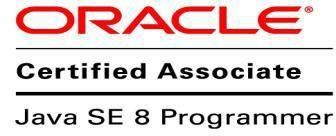 ORACLE®
Certified Associate
Java SE 8 Programmer